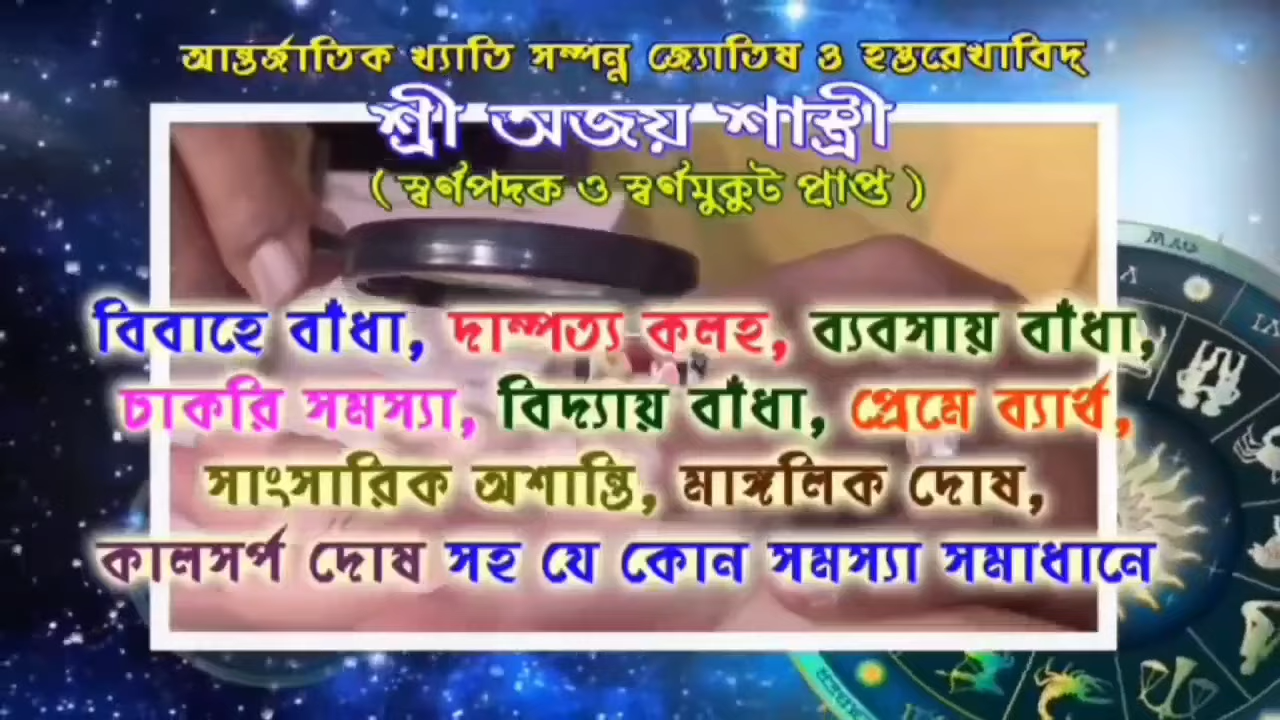 আন্তর্জাতিক খ্যাতি সম্পন্ন জ্যোতিষ ও হস্তরেখাবিদ্
শ্রী অজয় শাস্ত্রী
( স্বর্ণপদক ও স্বর্ণমুকুট প্রাপ্ত )
বিবাহে বাঁধা, দাম্পত্য কলহ, ব্যবসায় বাঁধা,
চাকরি সমস্যা, বিদ্যায় বাঁধা, প্রেমে ব্যার্থ,
সাংসারিক অশান্তি, মাঙ্গলিক দোষ,
কালসর্প দোষ সহ যে কোন সমস্যা সমাধানে